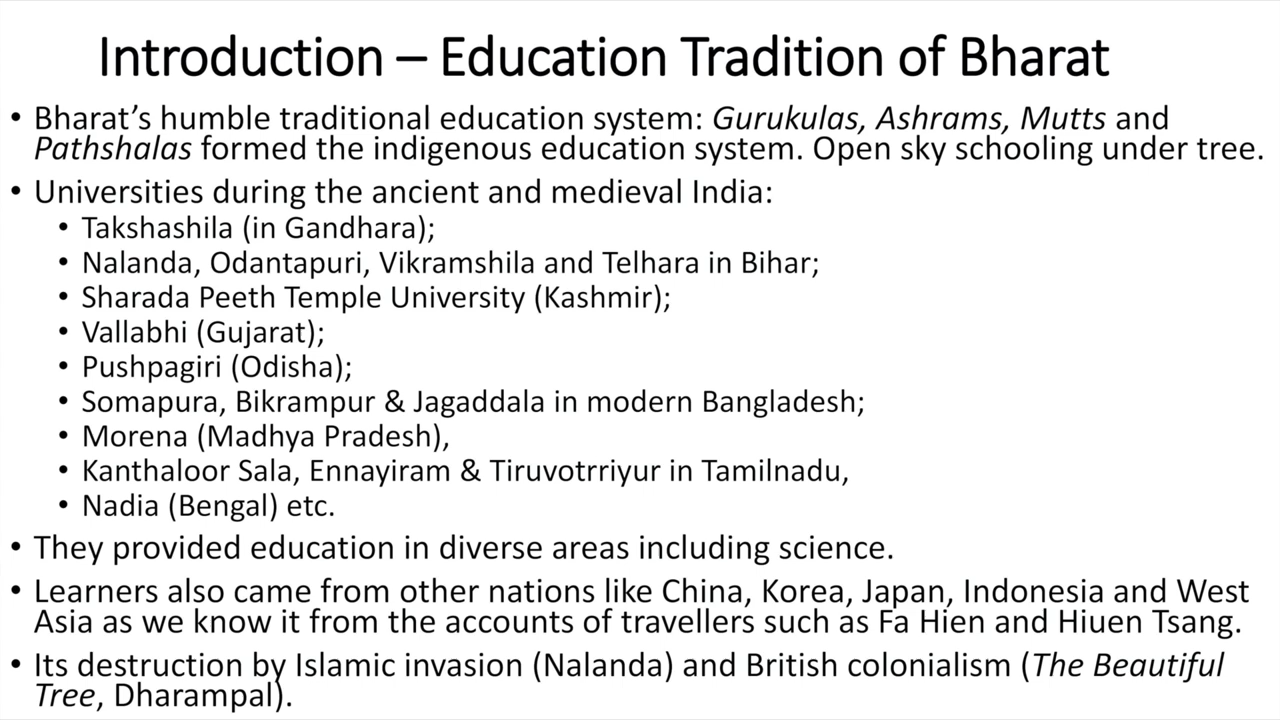 Introduction – Education Tradition of Bharat
• Bharat's humble traditional education system: Gurukulas, Ashrams, Mutts and
Pathshalas formed the indigenous education system. Open sky schooling under tree.
• Universities during the ancient and medieval India:
• Takshashila (in Gandhara);
• Nalanda, Odantapuri, Vikramshila and Telhara in Bihar;
• Sharada Peeth Temple University (Kashmir);
• Vallabhi (Gujarat);
• Pushpagiri (Odisha);
• Somapura, Bikrampur & Jagaddala in modern Bangladesh;
• Morena (Madhya Pradesh),
• Kanthaloor Sala, Ennayiram & Tiruvotrriyur in Tamilnadu,
• Nadia (Bengal) etc.
• They provided education in diverse areas including science.
• Learners also came from other nations like China, Korea, Japan, Indonesia and West
Asia as we know it from the accounts of travellers such as Fa Hien and Hiuen Tsang.
• Its destruction by Islamic invasion (Nalanda) and British colonialism (The Beautiful
Tree, Dharampal).